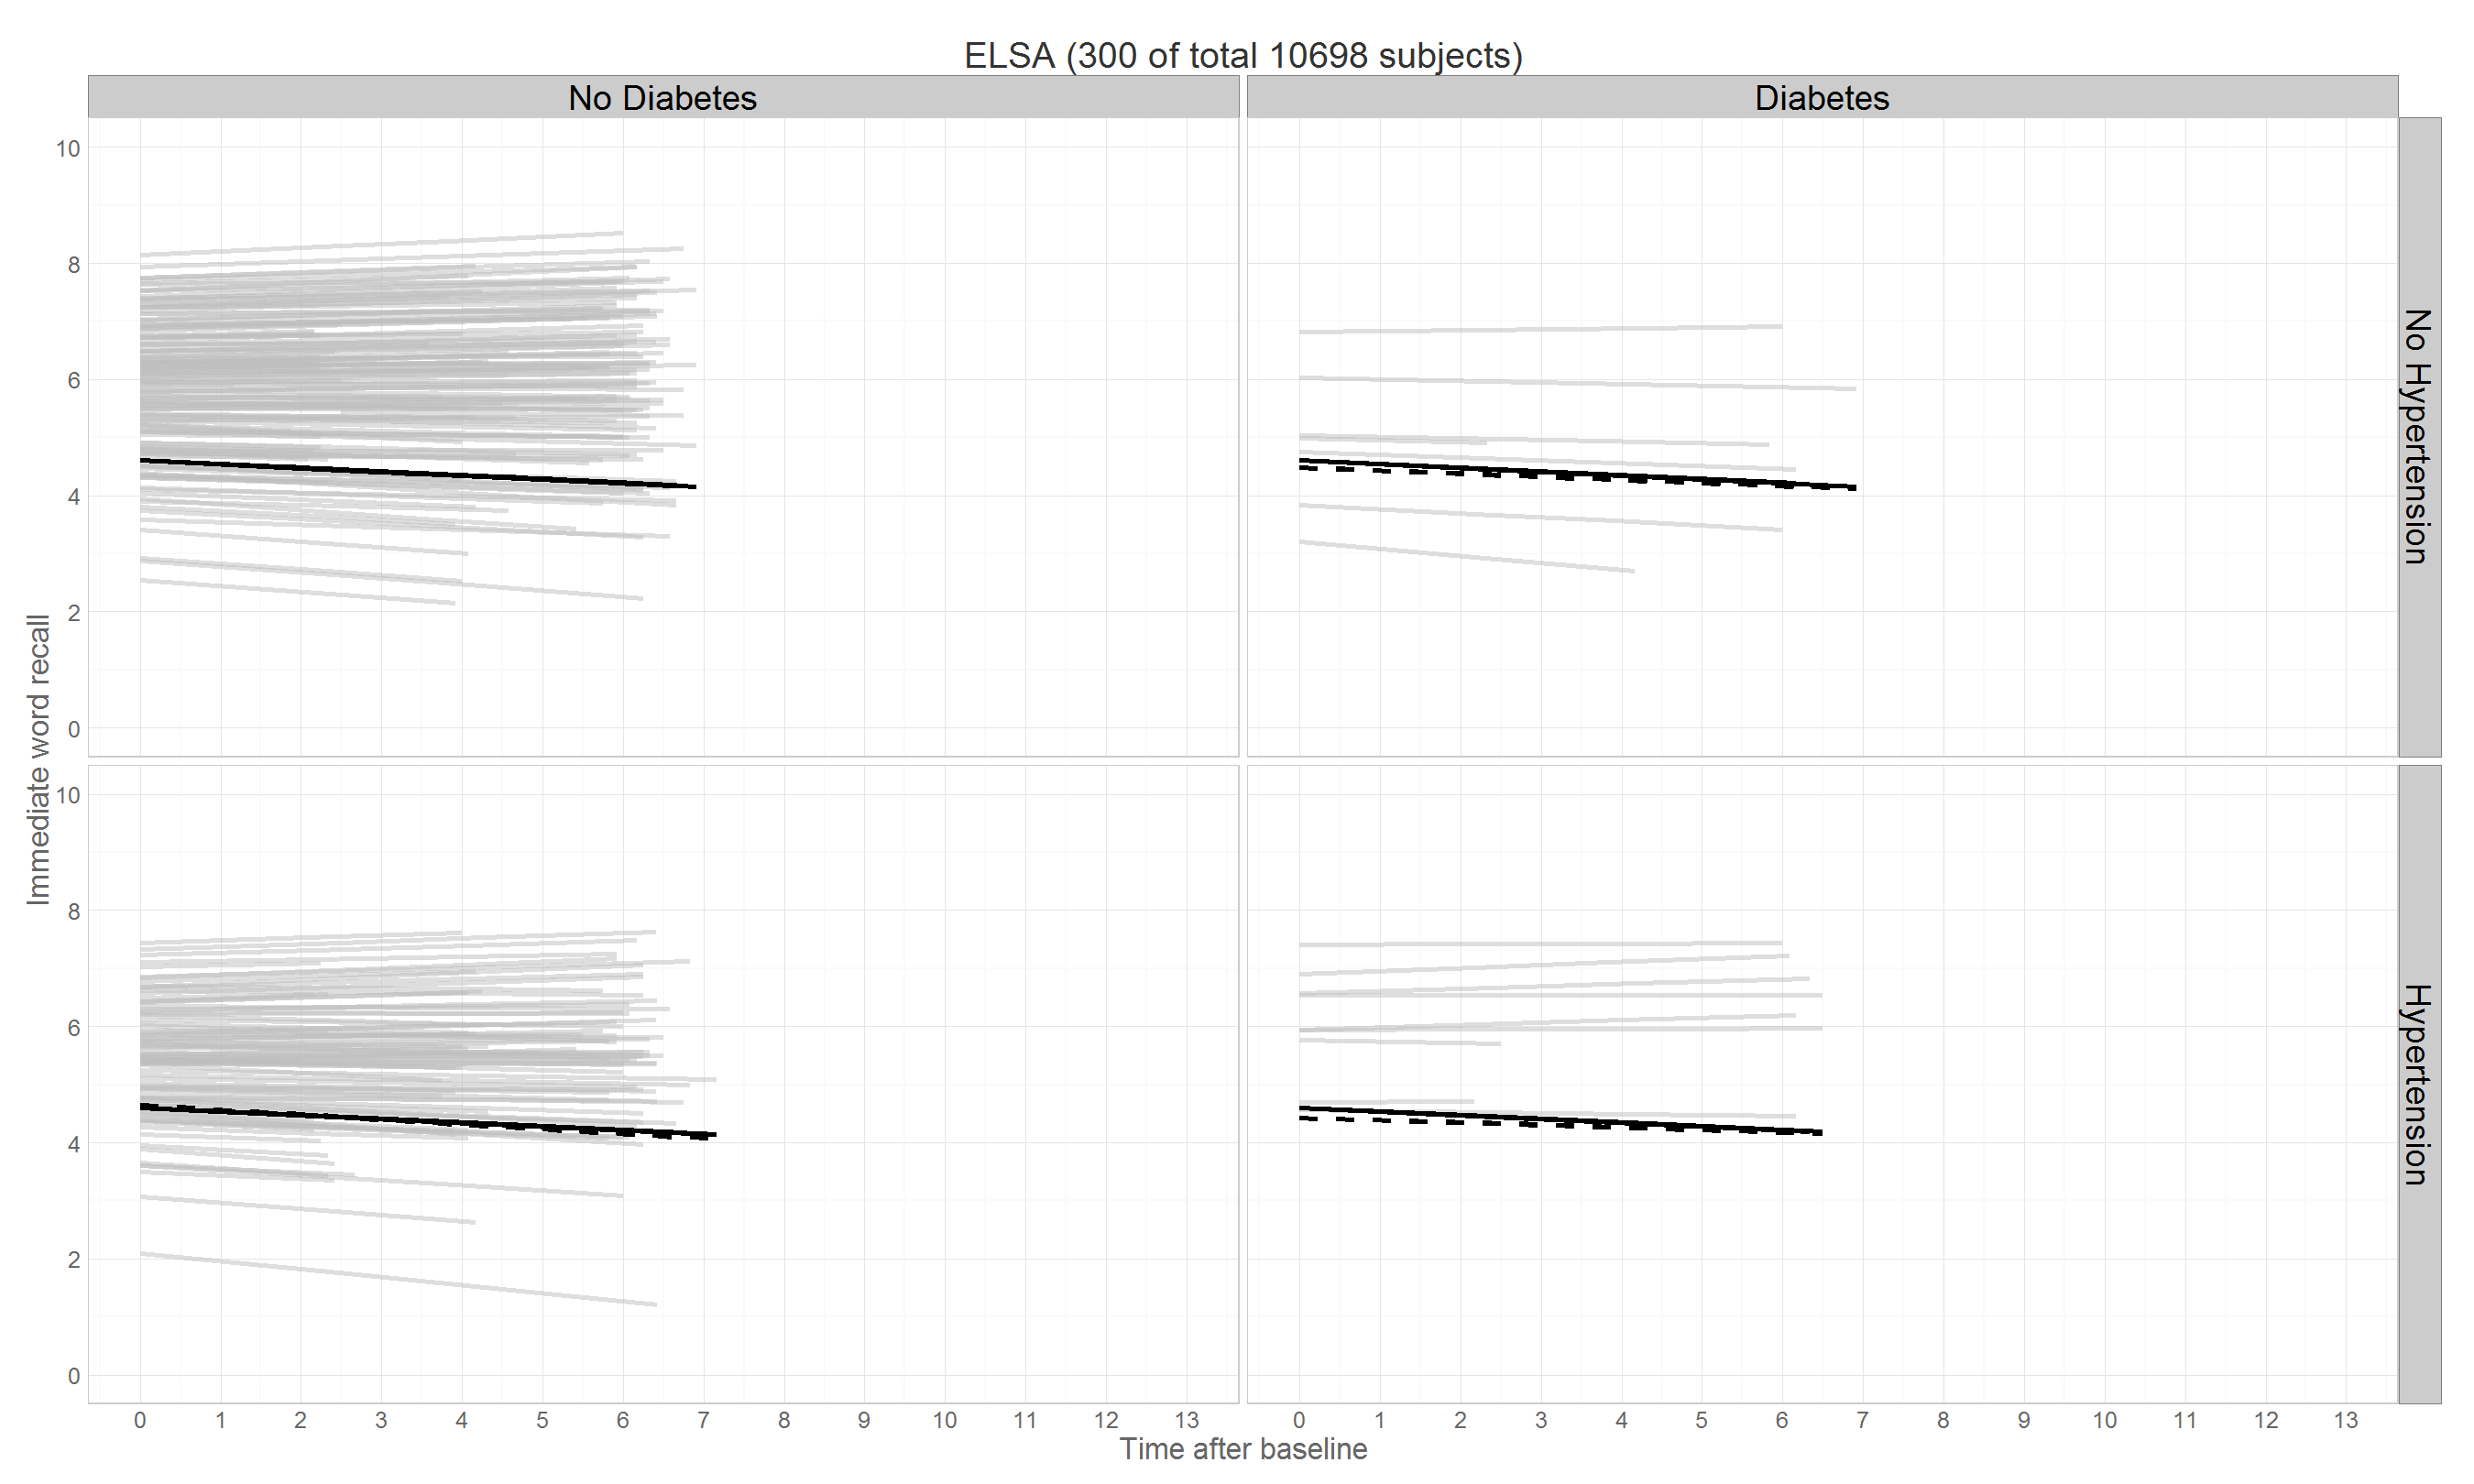 ELSA (300 of total 10698 subjects)
No Diabetes
Diabetes
10
8
6
4
2
0
No Hypertension
Immediate word recall
10
8
6
4
2
0
Hypertension
0 1 2 3 4 5 6 7 8 9 10 11 12 13
0 1 2 3 4 5 6 7 8 9 10 11 12 13
Time after baseline